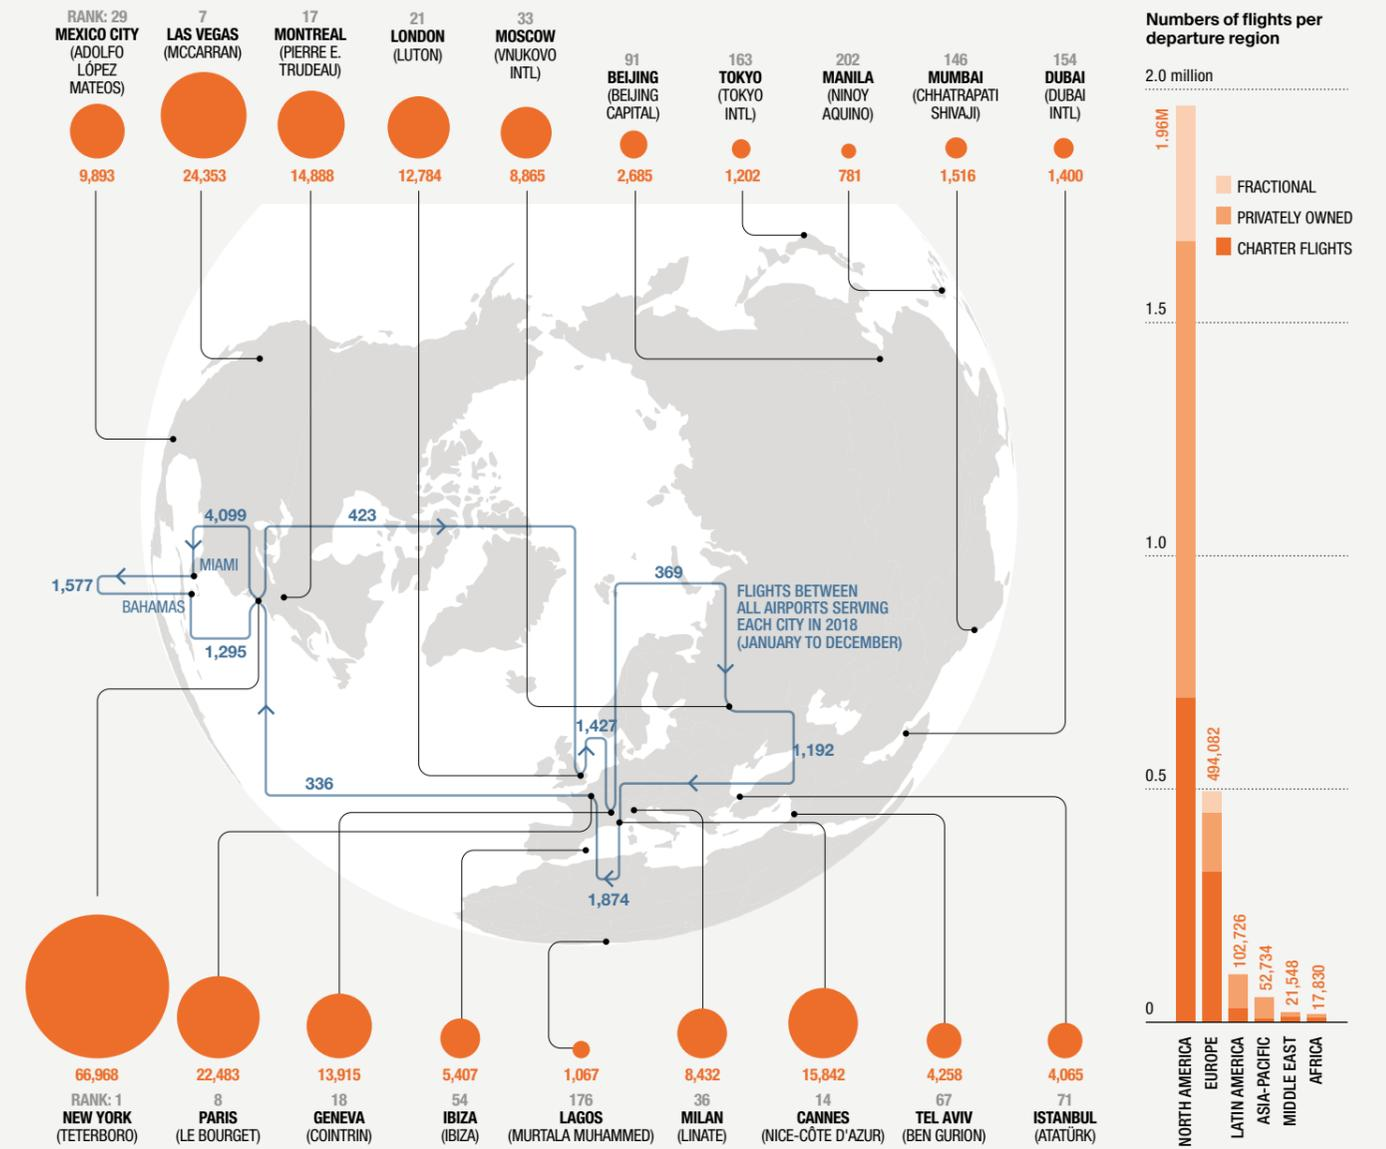 RANK: 29
MEXICO CITY
(ADOLFO
LÓPEZ
MATEOS)
9,893
7
LAS VEGAS
(MCCARRAN)
24,353
17
MONTREAL
(PIERRE E.
TRUDEAU)
14,888
21
LONDON
(LUTON)
12,784
33
MOSCOW
(VNUKOVO
INTL)
8,865
91
BEIJING
(BEIJING
CAPITAL)
2,685
163
TOKYO
(TOKYO
INTL)
1,202
202
MANILA
(NINOY
AQUINO)
781
146
MUMBAI
(CHHATRAPATI
SHIVAJI)
1,516
154
DUBAI
(DUBAI
INTL)
1,400
4,099
423
MIAMI
1,577
BAHAMAS
1,295
369
FLIGHTS BETWEEN
ALL AIRPORTS SERVING
EACH CITY IN 2018
(JANUARY TO DECEMBER)
1,427
1,192
336
1,874
66,968
RANK: 1
NEW YORK
(TETERBORO)
22,483
8
PARIS
(LE BOURGET)
13,915
18
GENEVA
(COINTRIN)
5,407
54
IBIZA
(IBIZA)
1,067
176
LAGOS
(MURTALA MUHAMMED)
8,432
36
MILAN
(LINATE)
15,842
14
CANNES
(NICE-CÔTE D'AZUR)
4,258
67
TEL AVIV
(BEN GURION)
4,065
71
ISTANBUL
(ATATÜRK)
Numbers of flights per
departure region
2.0 million
1.96M
FRACTIONAL
PRIVATELY OWNED
CHARTER FLIGHTS
1.5
1.0
0.5
0
494,082
102,726
52,734
21,548
17,830
NORTH AMERICA
EUROPE
LATIN AMERICA
ASIA-PACIFIC
MIDDLE EAST
AFRICA